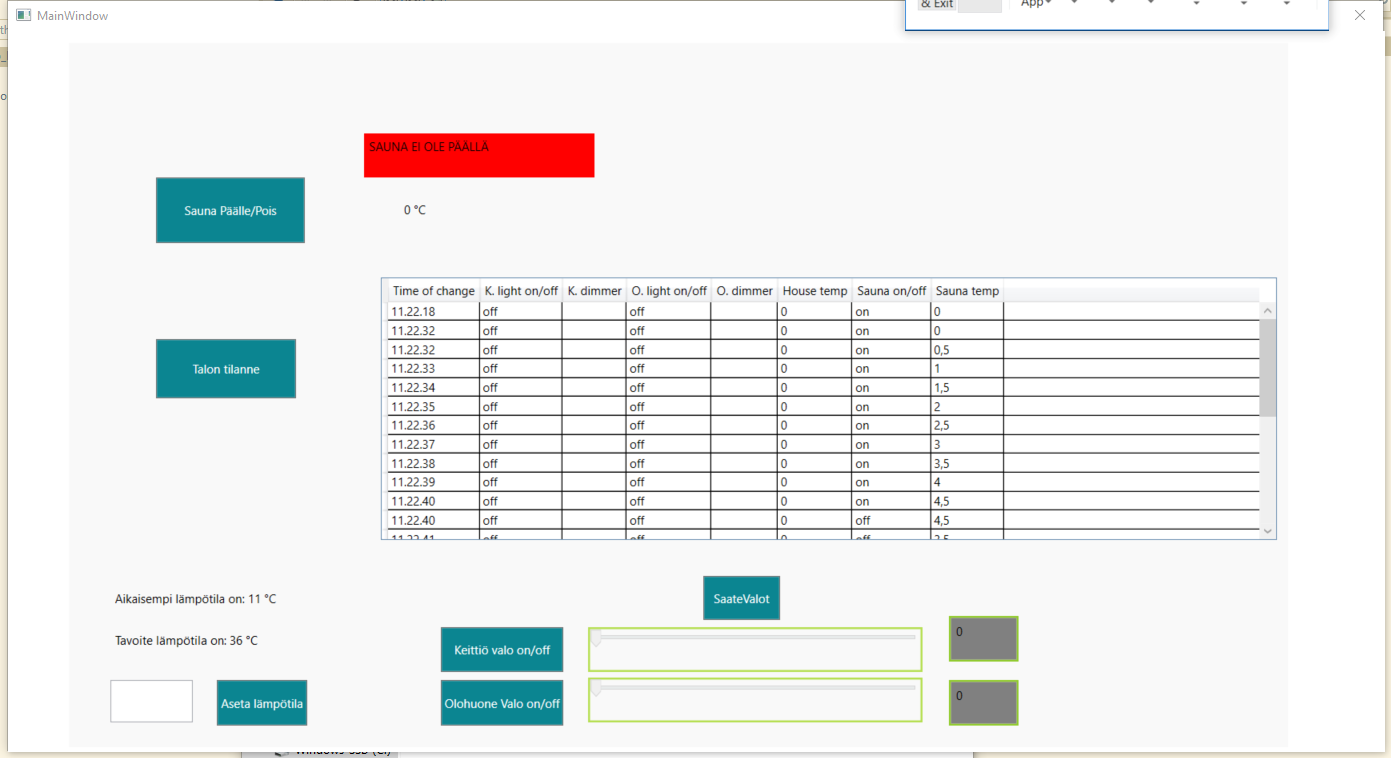 & Exit
App
MainWindow
SAUNA EI OLE PÄÄLLÄ
Sauna Päälle/Pois
0 °C
Time of change K. light on/off K. dimmer O. light on/off O. dimmer House temp Sauna on/off Sauna temp
11.22.18 off off 0 on 0
11.22.32 off off 0 on 0
11.22.32 off off 0 on 0,5
11.22.33 off off 0 on 1
11.22.34 off off 0 on 1,5
11.22.35 off off 0 on 2
11.22.36 off off 0 on 2,5
11.22.37 off off 0 on 3
11.22.38 off off 0 on 3,5
11.22.39 off off 0 on 4
11.22.40 off off 0 on 4,5
11.22.40 off off 0 off 4,5
11.22.41 off off 0 off
Talon tilanne
Aikaisempi lämpötila on: 11 °C
SaateValot
Tavoite lämpötila on: 36 °C
Keittiö valo on/off
0
Aseta lämpötila
Olohuone Valo on/off
0